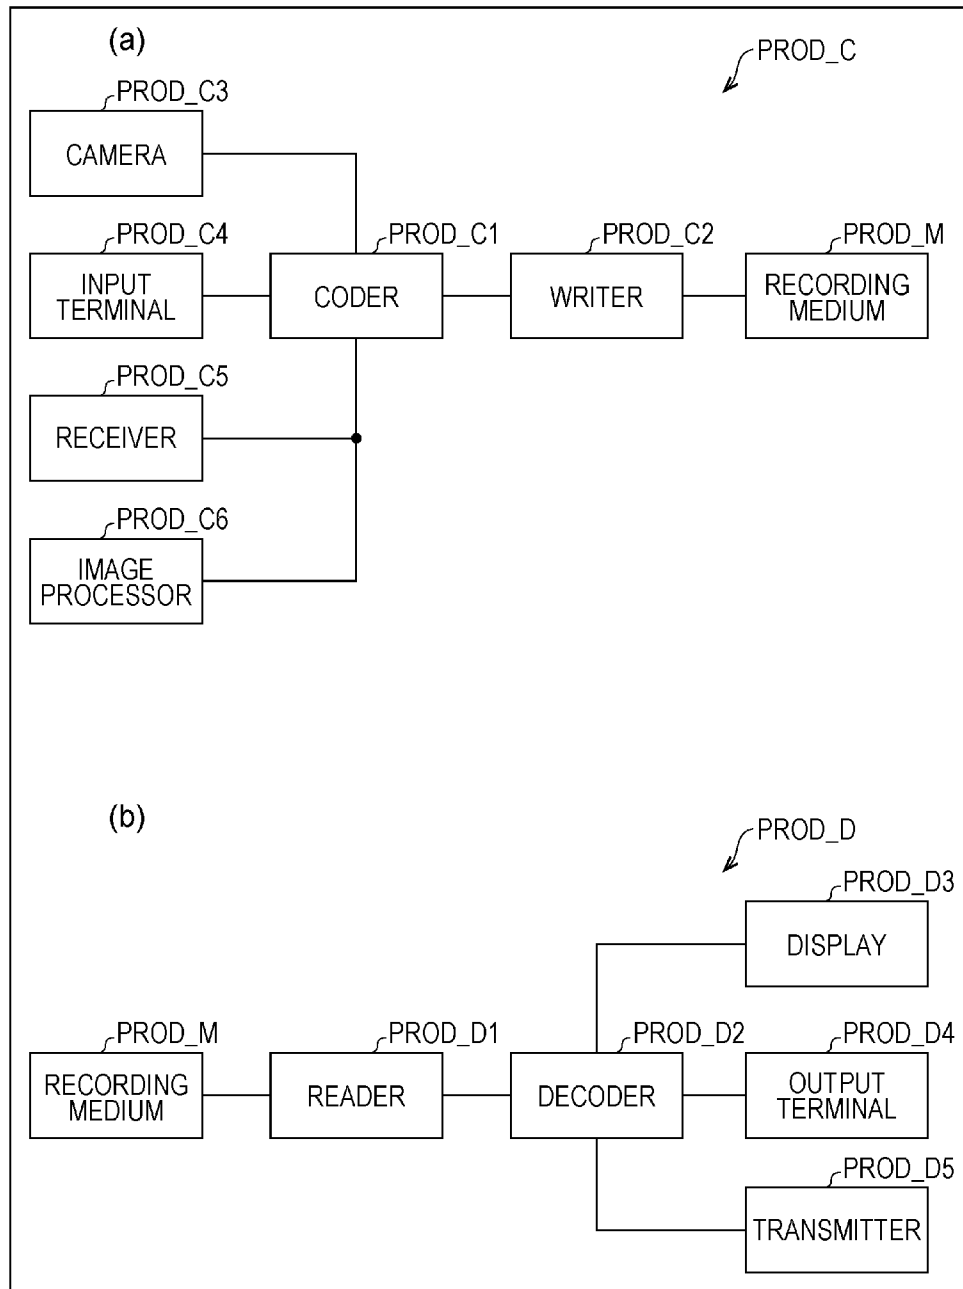 (a)
PROD_C
PROD_C3
CAMERA
PROD_C4
INPUT
TERMINAL
PROD_C1
CODER
PROD_C2
WRITER
PROD_M
RECORDING
MEDIUM
PROD_C5
RECEIVER
PROD_C6
IMAGE
PROCESSOR
(b)
PROD_D
PROD_D3
DISPLAY
PROD_M
RECORDING
MEDIUM
PROD_D1
READER
PROD_D2
DECODER
PROD_D4
OUTPUT
TERMINAL
PROD_D5
TRANSMITTER